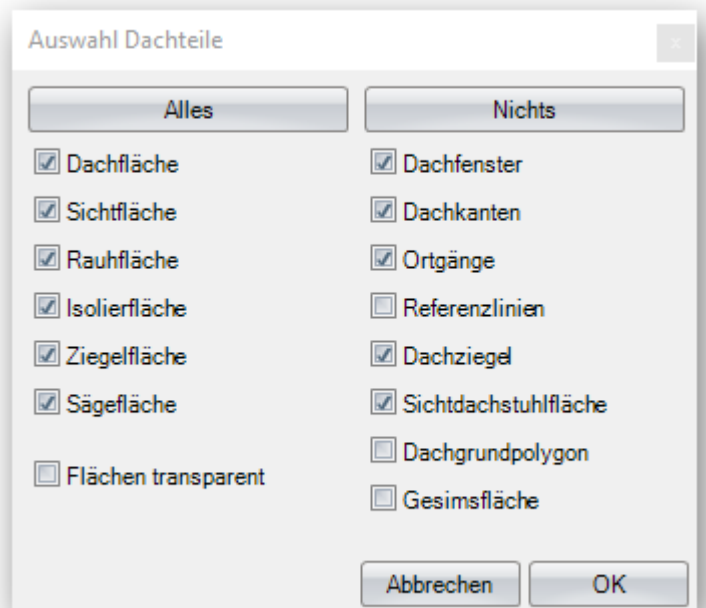 Auswahl Dachteile
x
Alles
Nichts
Dachfläche
Dachfenster
Sichtfläche
Dachkanten
Rauhfläche
Ortgänge
Isolierfläche
Referenzlinien
Ziegelfläche
Dachziegel
Sägefläche
Sichtdachstuhlfläche
Dachgrundpolygon
Flächen transparent
Gesimsfläche
Abbrechen
OK